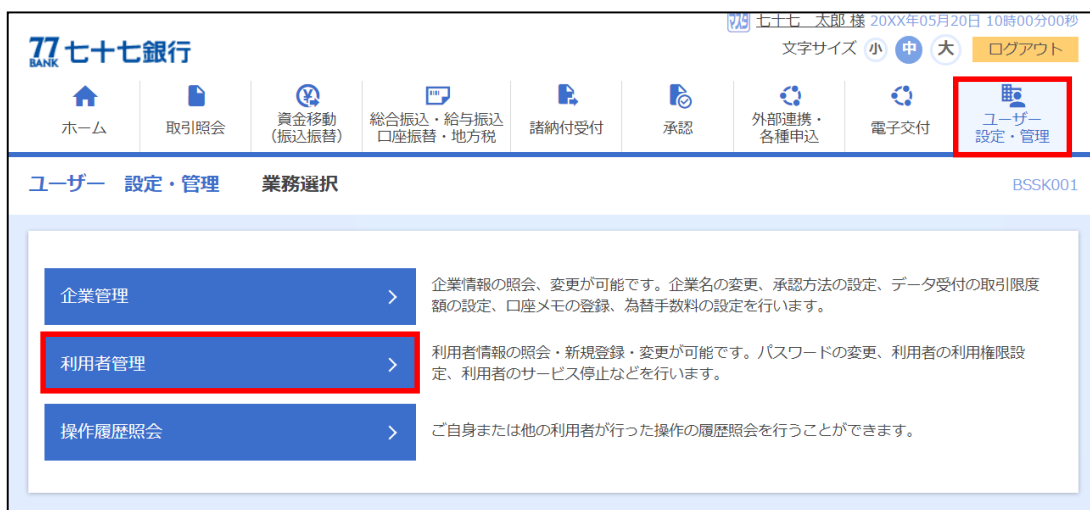 マスタ 七十七 太郎 様 20XX年05月20日 10時00分00秒
77 BANK 七十七銀行
文字サイズ 小 中 大 ログアウト
ホーム
取引照会
資金移動
(振込振替)
総合振込・給与振込
口座振替・地方税
諸納付受付
承認
外部連携・
各種申込
電子交付
ユーザー
設定・管理
ユーザー 設定・管理 業務選択 BSSK001
企業管理
企業情報の照会、変更が可能です。企業名の変更、承認方法の設定、データ受付の取引限度
額の設定、口座メモの登録、為替手数料の設定を行います。
利用者管理
利用者情報の照会・新規登録・変更が可能です。パスワードの変更、利用者の利用権限設
定、利用者のサービス停止などを行います。
操作履歴照会
ご自身または他の利用者が行った操作の履歴照会を行うことができます。